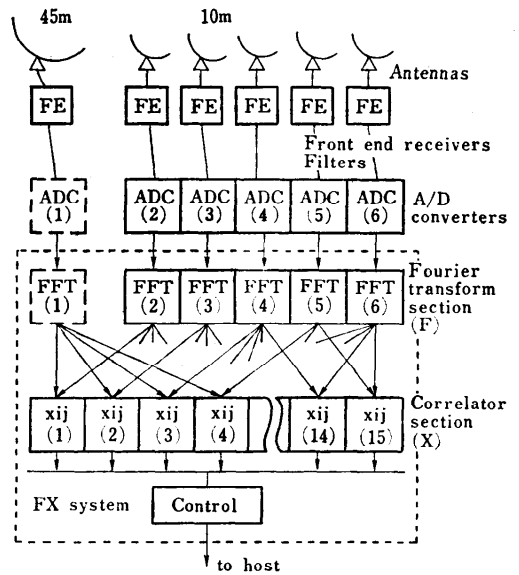 45m 10m
Antennas
FE FE FE FE FE FE
Front end receivers
Filters
ADC ADC ADC ADC ADC ADC
(1) (2) (3) (4) (5) (6)
A/D
converters
FFT FFT FFT FFT FFT FFT
(1) (2) (3) (4) (5) (6)
Fourier
transform
section
(F)
xij xij xij xij xij xij
(1) (2) (3) (4) (14) (15)
Correlator
section
(X)
FX system
Control
to host